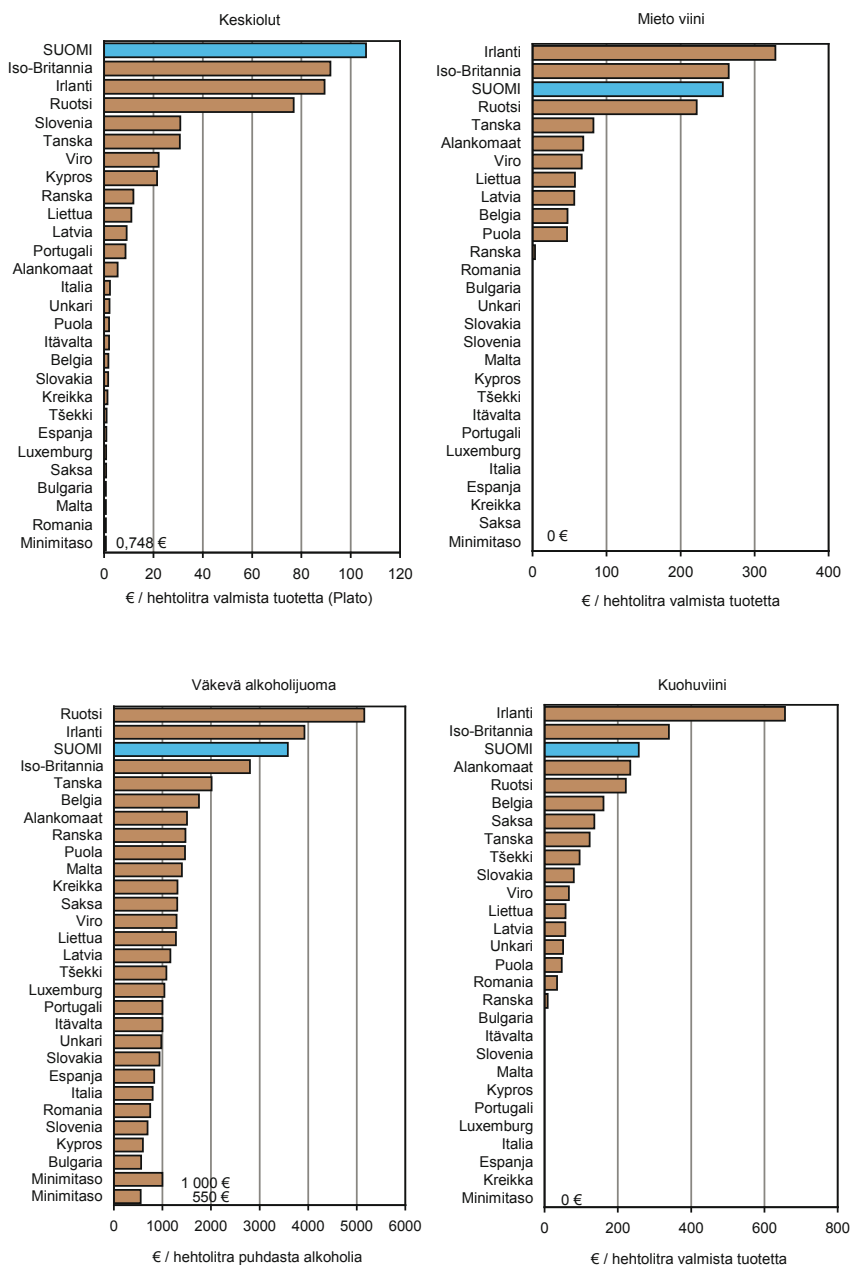 Keskiolut
SUOMI
Iso-Britannia
Irlanti
Ruotsi
Slovenia
Tanska
Viro
Kypros
Ranska
Liettua
Latvia
Portugali
Alankomaat
Italia
Unkari
Puola
Itävalta
Belgia
Slovakia
Kreikka
Tšekki
Espanja
Luxemburg
Saksa
Bulgaria
Malta
Romania
Minimitaso 0,748 €
0 20 40 60 80 100 120
€ / hehtolitra valmista tuotetta (Plato)
Mieto viini
Irlanti
Iso-Britannia
SUOMI
Ruotsi
Tanska
Alankomaat
Viro
Liettua
Latvia
Belgia
Puola
Ranska
Romania
Bulgaria
Unkari
Slovakia
Slovenia
Malta
Kypros
Tšekki
Itävalta
Portugali
Luxemburg
Italia
Espanja
Kreikka
Saksa
Minimitaso 0 €
0 100 200 300 400
€ / hehtolitra valmista tuotetta
Väkevä alkoholijuoma
Ruotsi
Irlanti
SUOMI
Iso-Britannia
Tanska
Belgia
Alankomaat
Ranska
Puola
Malta
Kreikka
Saksa
Viro
Liettua
Latvia
Tšekki
Luxemburg
Portugali
Itävalta
Unkari
Slovakia
Espanja
Italia
Romania
Slovenia
Kypros
Bulgaria
Minimitaso 1 000 €
Minimitaso 550 €
0 1000 2000 3000 4000 5000 6000
€ / hehtolitra puhdasta alkoholia
Kuohuviini
Irlanti
Iso-Britannia
SUOMI
Alankomaat
Ruotsi
Belgia
Saksa
Tanska
Tšekki
Slovakia
Viro
Liettua
Latvia
Unkari
Puola
Romania
Ranska
Bulgaria
Itävalta
Slovenia
Malta
Kypros
Portugali
Luxemburg
Italia
Espanja
Kreikka
Minimitaso 0 €
0 200 400 600 800
€ / hehtolitra valmista tuotetta